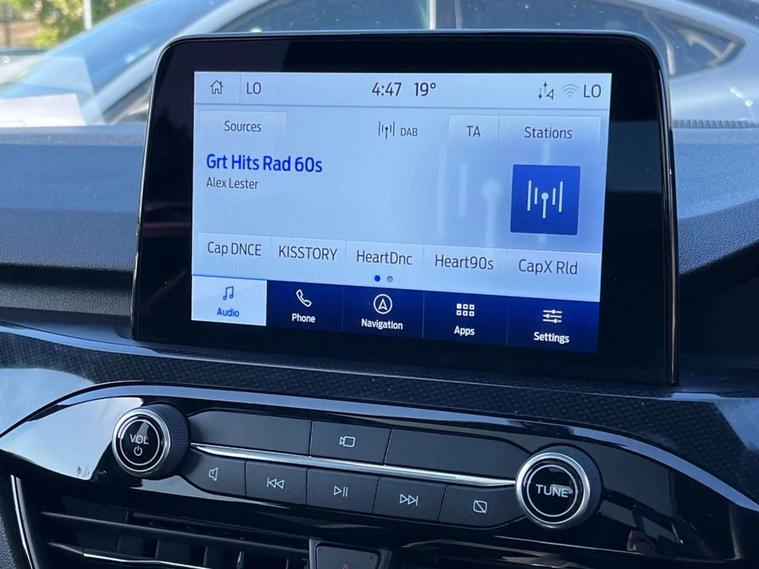 LO 4:47 19° LO
Sources DAB TA Stations
Grt Hits Rad 60s
Alex Lester
Cap DNCE KISSTORY HeartDnc Heart90s CapX Rld
Audio Phone Navigation Apps Settings
VOL
TUNE